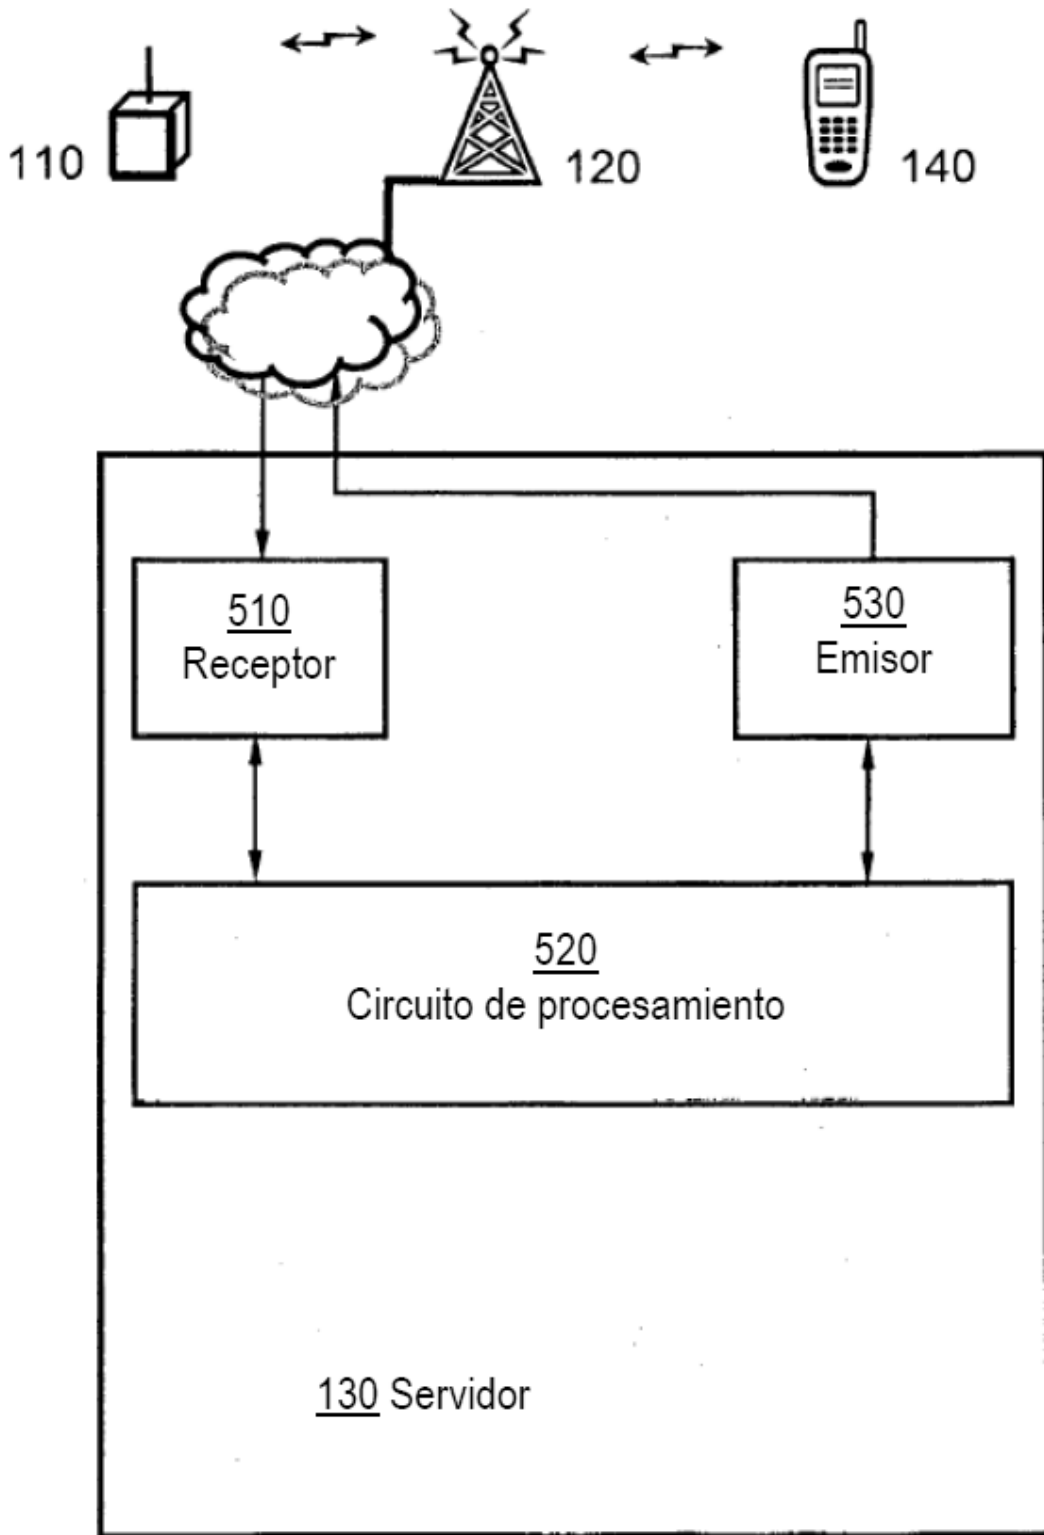 110
120
140
510
Receptor
530
Emisor
520
Circuito de procesamiento
130 Servidor